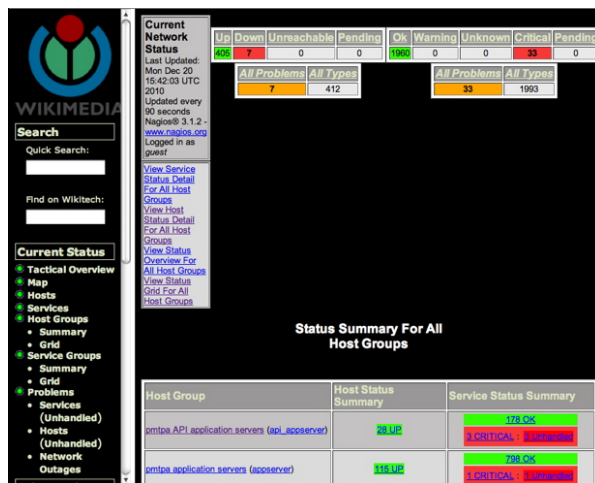 WIKIMEDIA
Search
Quick Search:
Find on Wikitech:
Current Status
Tactical Overview
Map
Hosts
Services
Host Groups
Summary
Grid
Service Groups
Summary
Grid
Problems
Services
(Unhandled)
Hosts
(Unhandled)
Network
Outages
Current
Network
Status
Last Updated:
Mon Dec 20
15:42:03 UTC
2010
Updated every
90 seconds
Nagios® 3.1.2 -
www.nagios.org
Logged in as
guest
View Service
Status Detail
For All Host
Groups
View Host
Status Detail
For All Host
Groups
View Status
Overview For
All Host Groups
View Status
Grid For All
Host Groups
Up Down Unreachable Pending
405 7 0 0
All Problems All Types
7 412
Ok Warning Unknown Critical Pending
1960 0 0 33 0
All Problems All Types
33 1993
Status Summary For All
Host Groups
Host Group Host Status Summary Service Status Summary
pmtpa API application servers (api_appserver) 28 UP 178 OK
3 CRITICAL : 3 Unhandled
pmtpa application servers (appserver) 115 UP 798 OK
1 CRITICAL : 1 Unhandled